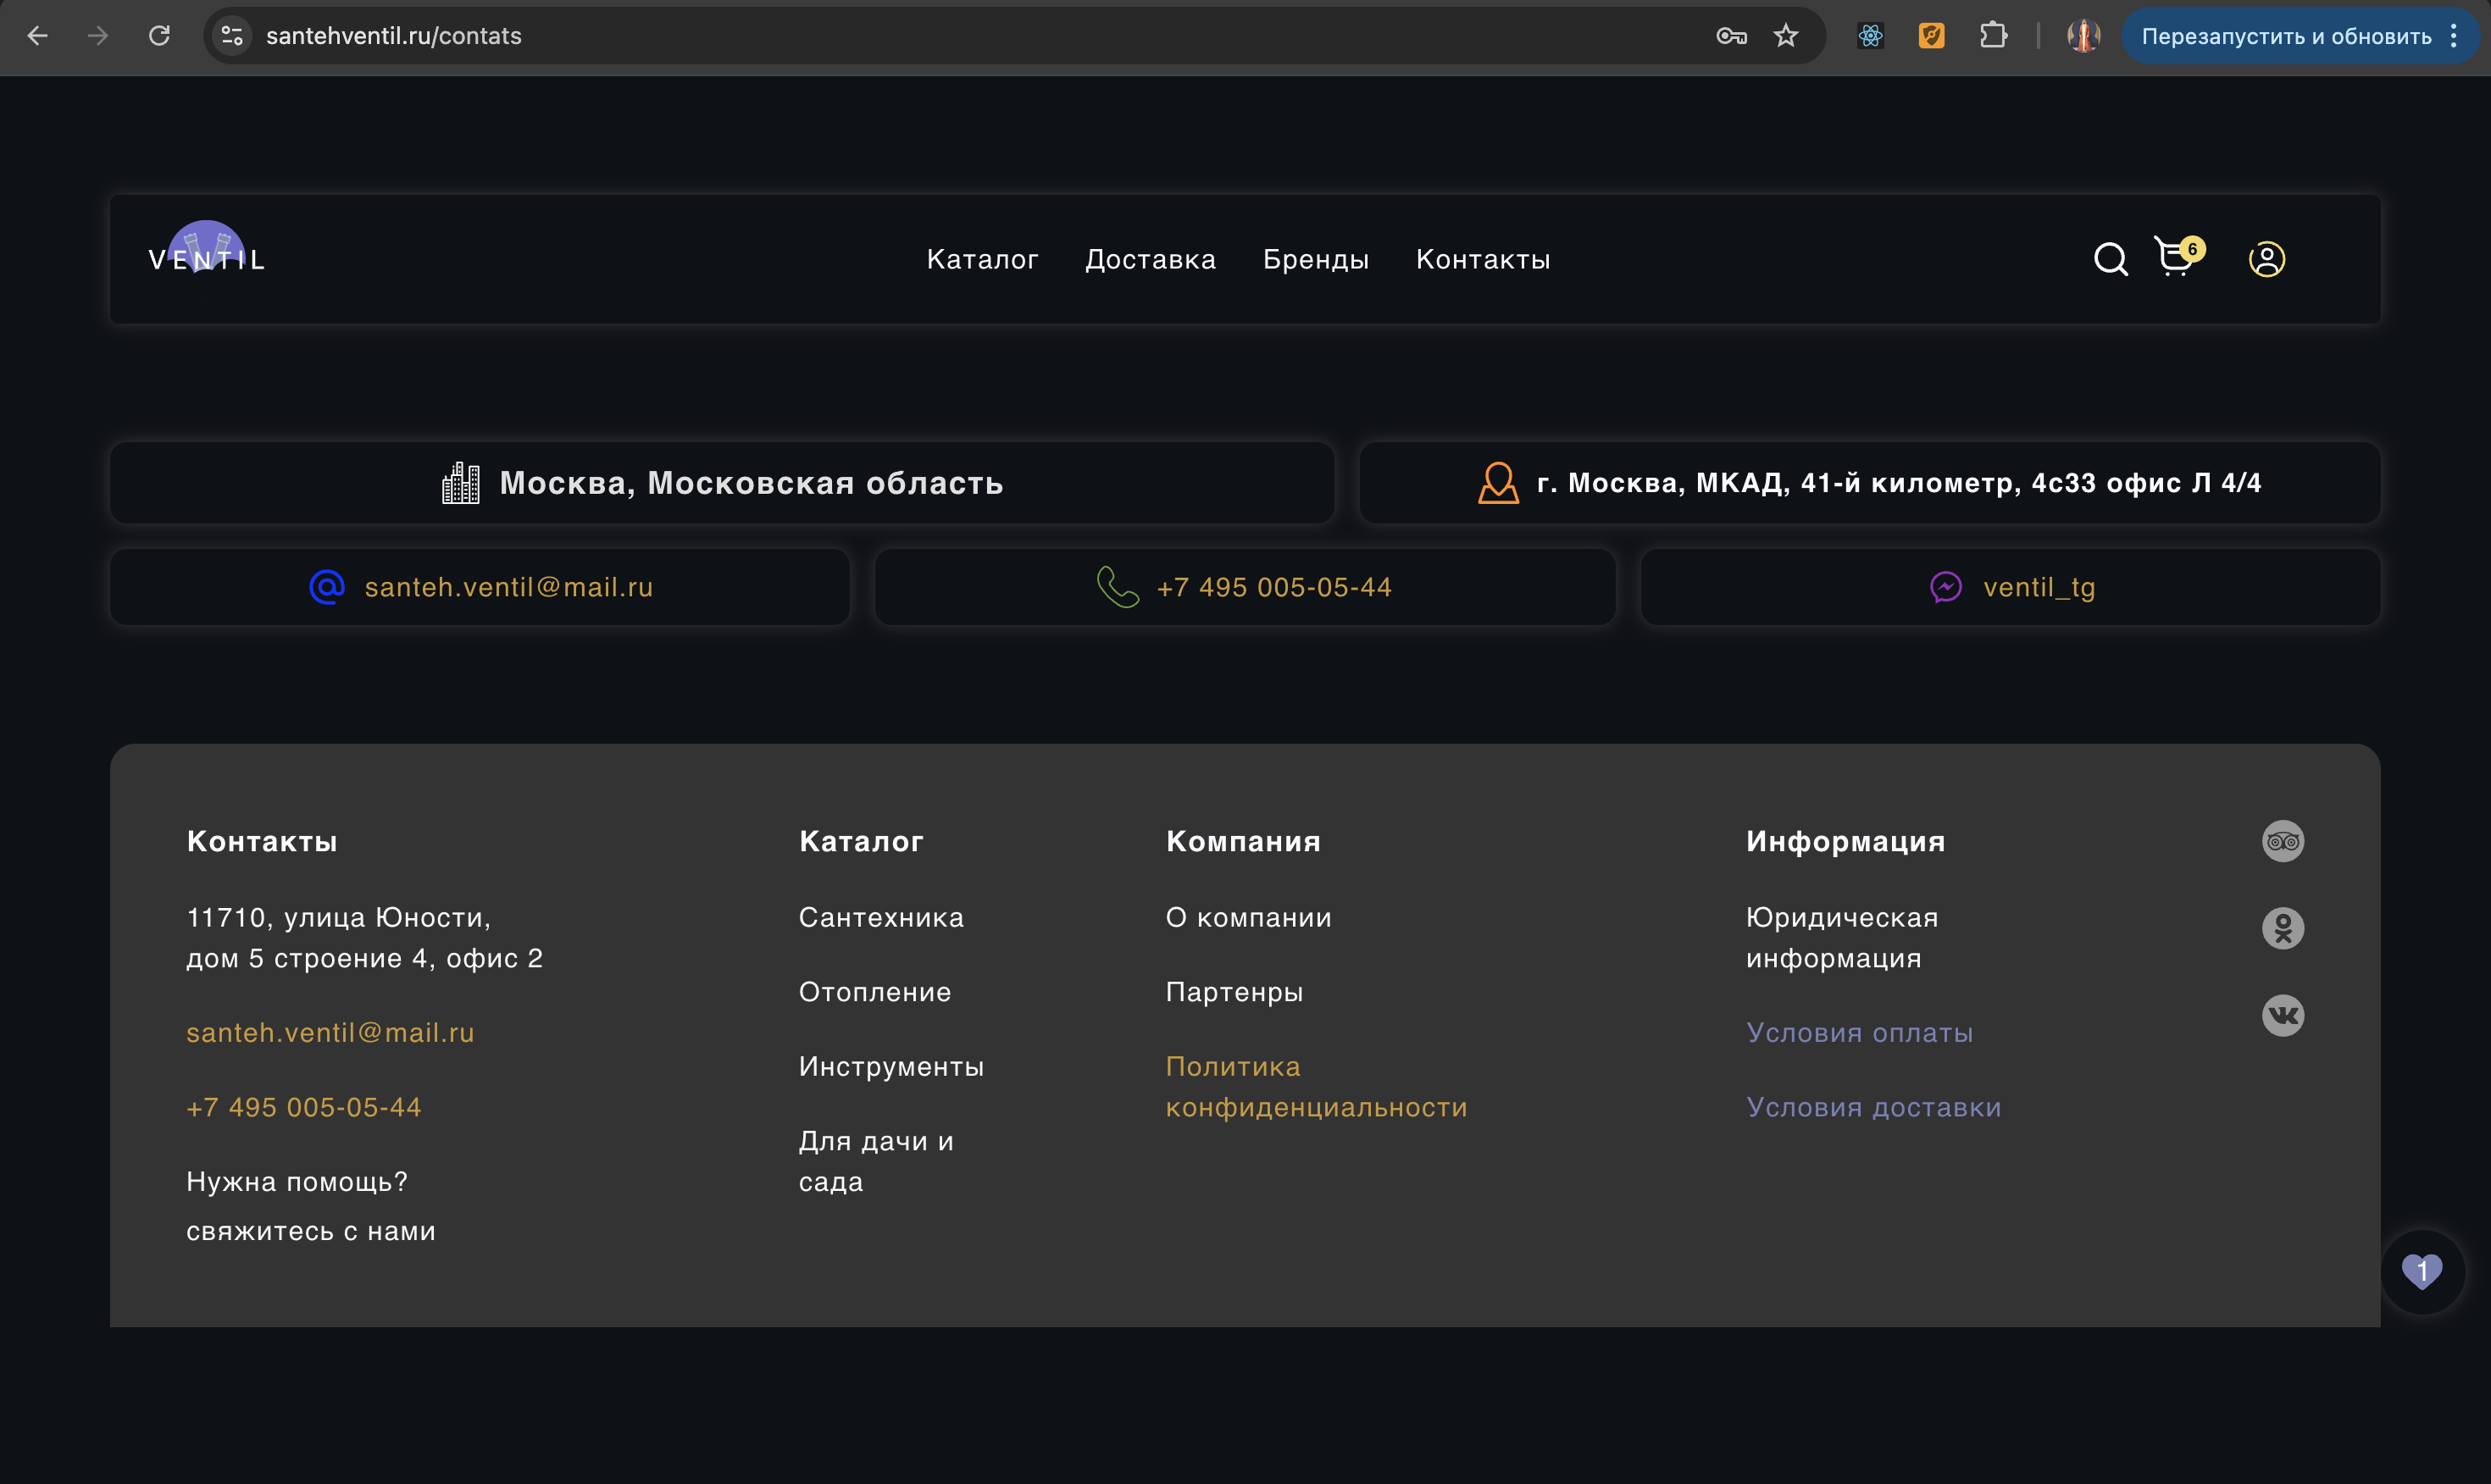 santehventil.ru/contats
Перезапустить и обновить
VENTIL
Каталог Доставка Бренды Контакты
6
Москва, Московская область
г. Москва, МКАД, 41-й километр, 4с33 офис Л 4/4
santeh.ventil@mail.ru
+7 495 005-05-44
ventil_tg
Контакты
11710, улица Юности,
дом 5 строение 4, офис 2
santeh.ventil@mail.ru
+7 495 005-05-44
Нужна помощь?
свяжитесь с нами
Каталог
Сантехника
Отопление
Инструменты
Для дачи и
сада
Компания
О компании
Партенры
Политика
конфиденциальности
Информация
Юридическая
информация
Условия оплаты
Условия доставки
1